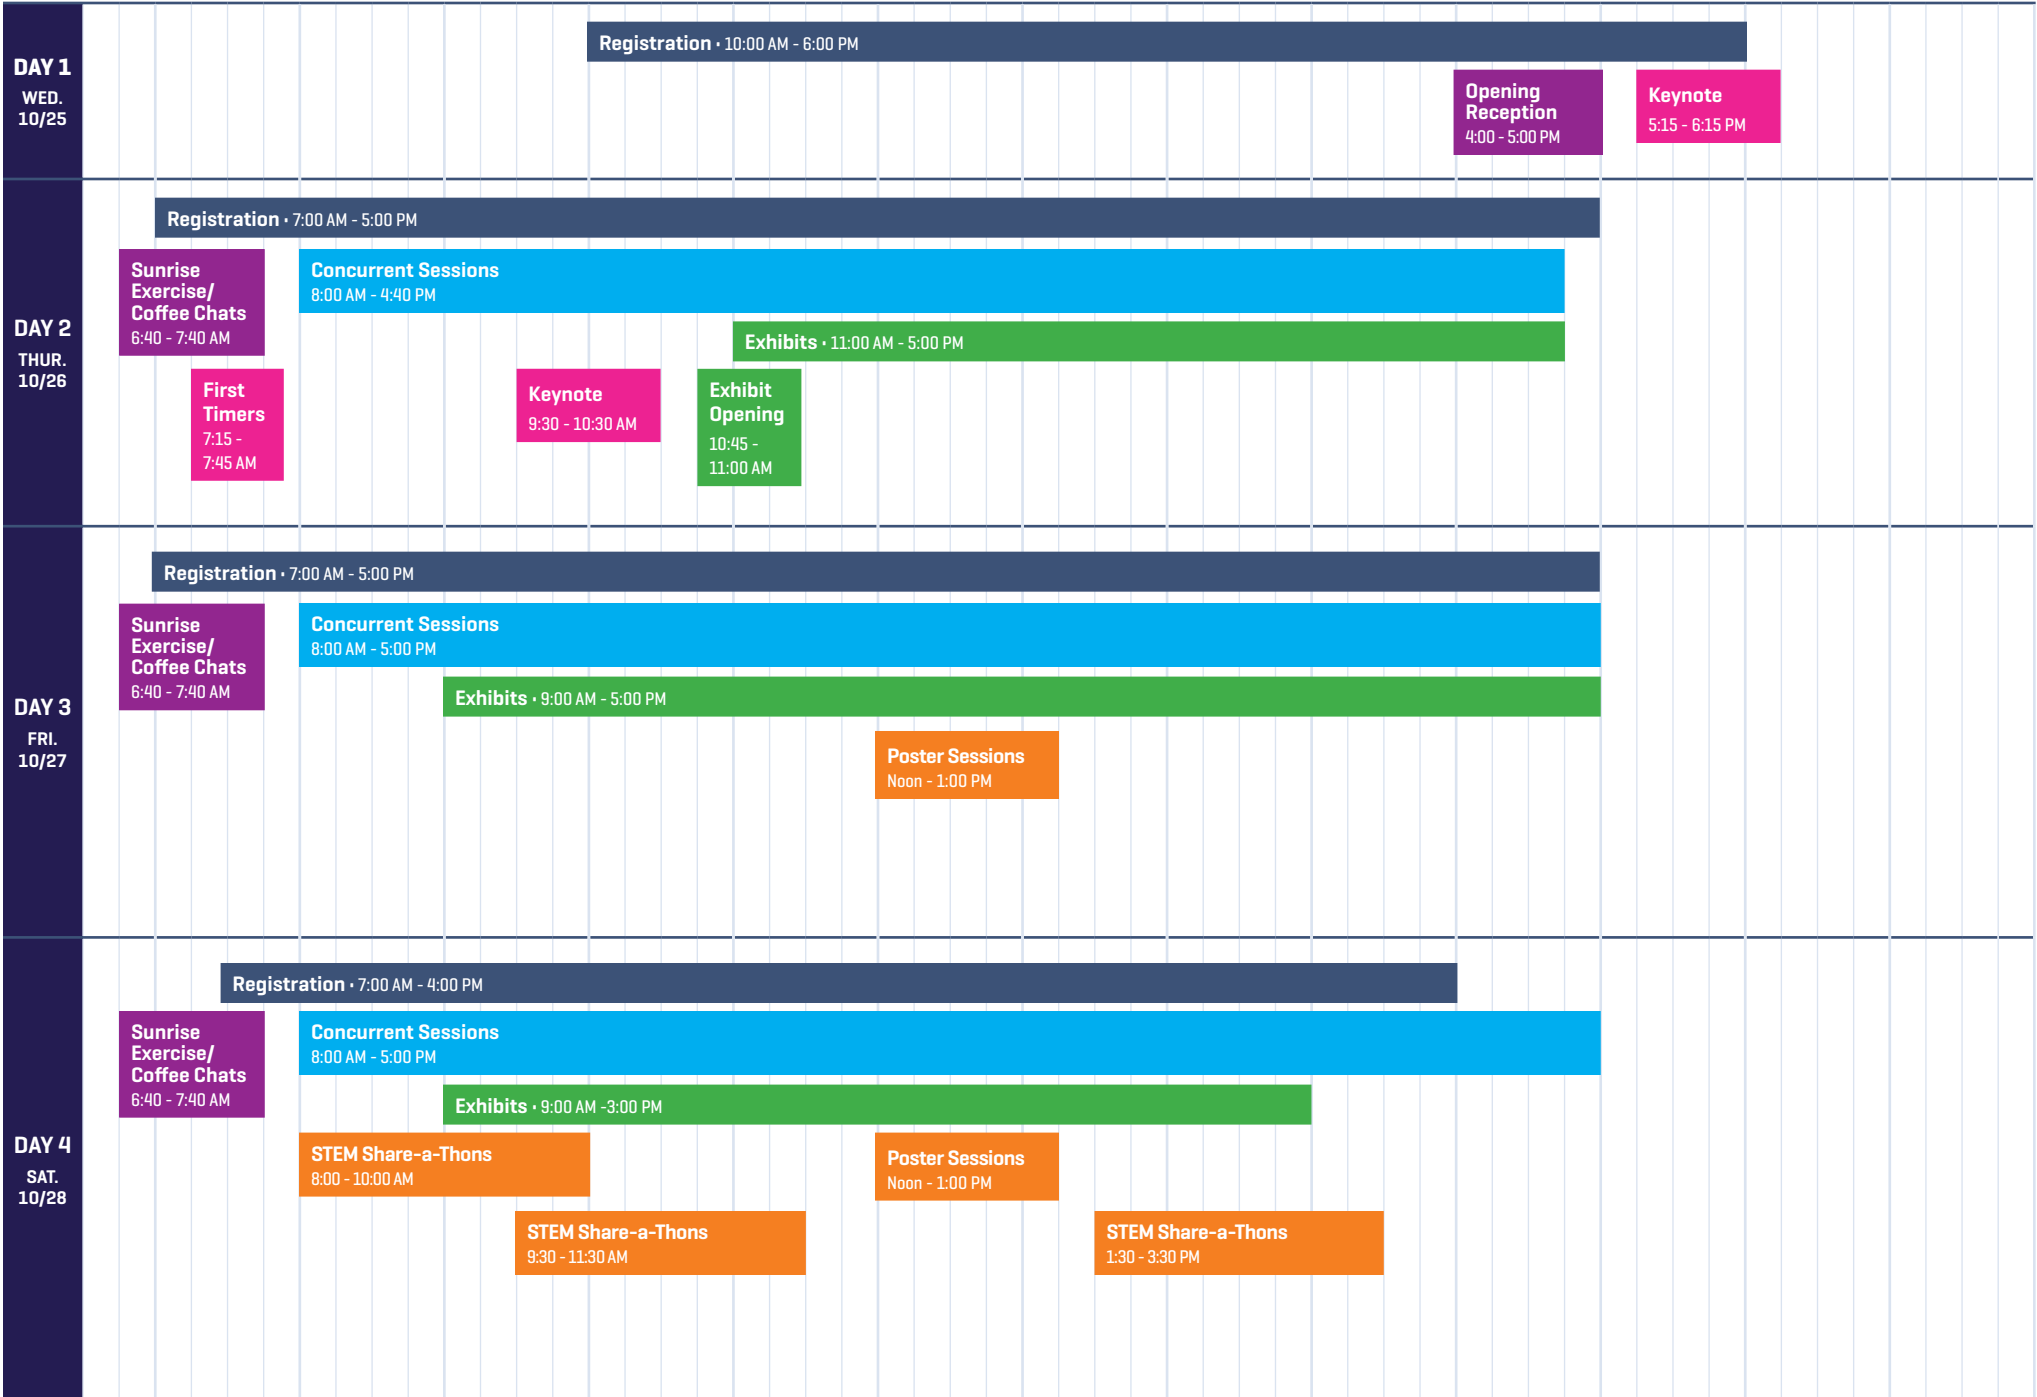 DAY 1
WED.
10/25
Registration • 10:00 AM - 6:00 PM
Opening
Reception
4:00 - 5:00 PM
Keynote
5:15 - 6:15 PM
DAY 2
THUR.
10/26
Registration • 7:00 AM - 5:00 PM
Sunrise
Exercise/
Coffee Chats
6:40 - 7:40 AM
Concurrent Sessions
8:00 AM - 4:40 PM
Exhibits • 11:00 AM - 5:00 PM
First
Timers
7:15 -
7:45 AM
Keynote
9:30 - 10:30 AM
Exhibit
Opening
10:45 -
11:00 AM
DAY 3
FRI.
10/27
Registration • 7:00 AM - 5:00 PM
Sunrise
Exercise/
Coffee Chats
6:40 - 7:40 AM
Concurrent Sessions
8:00 AM - 5:00 PM
Exhibits • 9:00 AM - 5:00 PM
Poster Sessions
Noon - 1:00 PM
DAY 4
SAT.
10/28
Registration • 7:00 AM - 4:00 PM
Sunrise
Exercise/
Coffee Chats
6:40 - 7:40 AM
Concurrent Sessions
8:00 AM - 5:00 PM
Exhibits • 9:00 AM -3:00 PM
STEM Share-a-Thons
8:00 - 10:00 AM
Poster Sessions
Noon - 1:00 PM
STEM Share-a-Thons
9:30 - 11:30 AM
STEM Share-a-Thons
1:30 - 3:30 PM